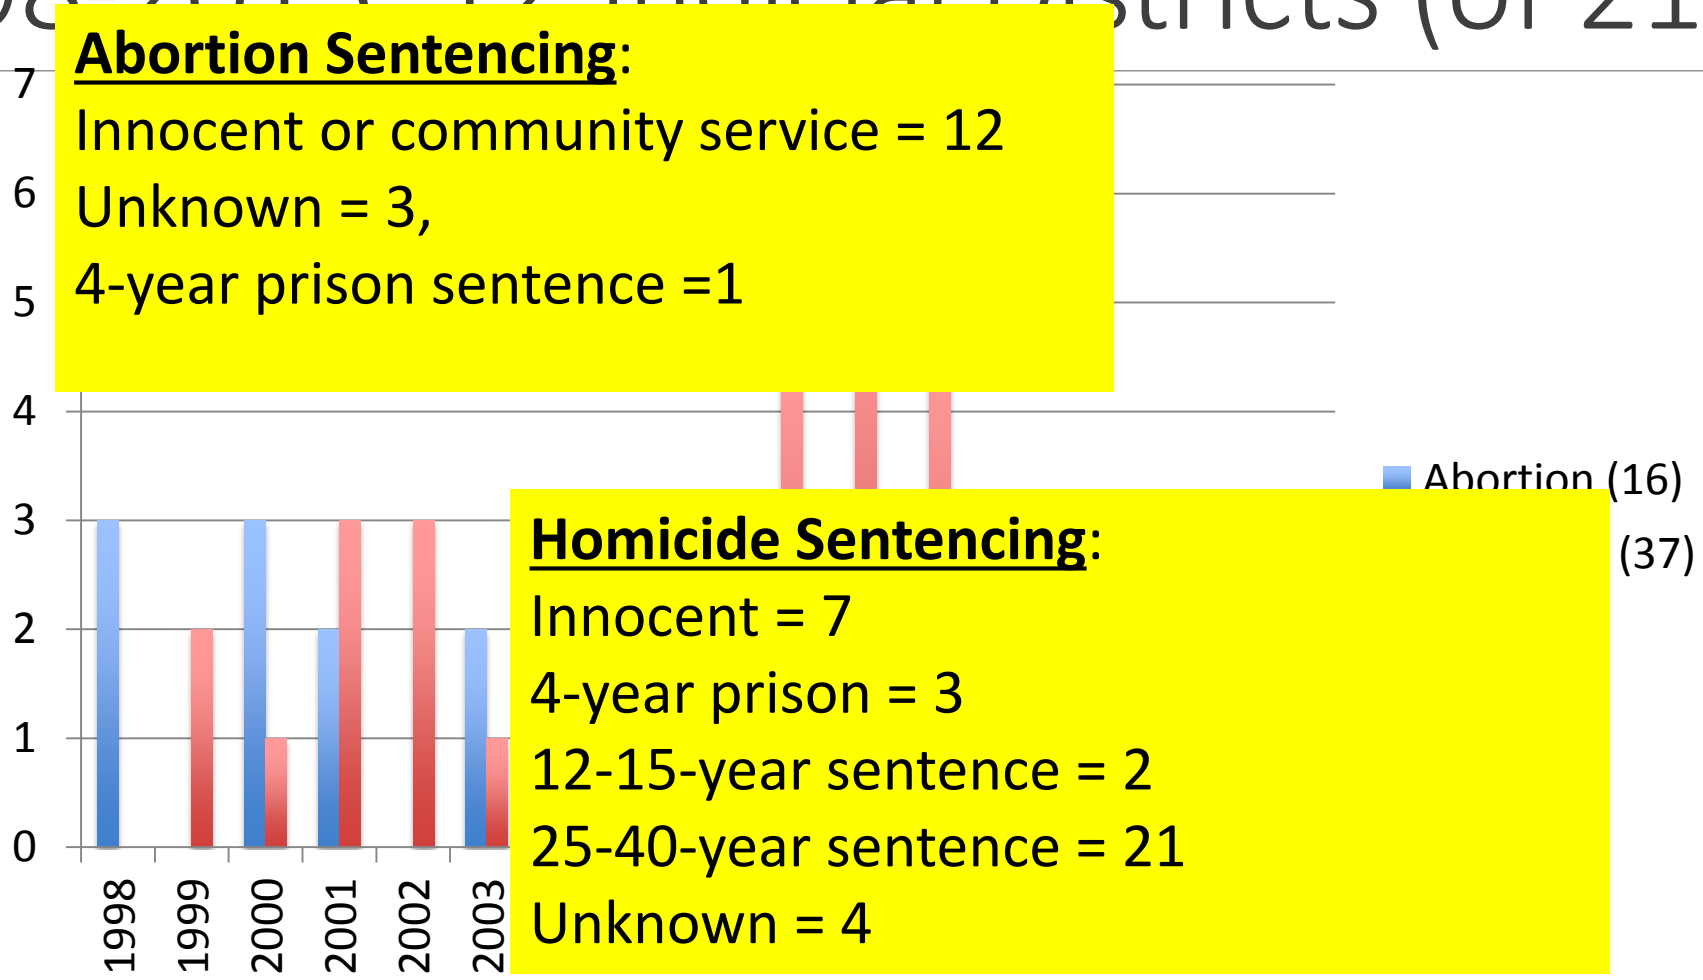 (of 21
Abortion Sentencing:
Innocent or community service = 12
Unknown = 3,
4-year prison sentence =1
7
6
5
4
3
2
1
0
Abortion (16)
(37)
Homicide Sentencing:
Innocent = 7
4-year prison = 3
12-15-year sentence = 2
25-40-year sentence = 21
Unknown = 4
1998
1999
2000
2001
2002
2003